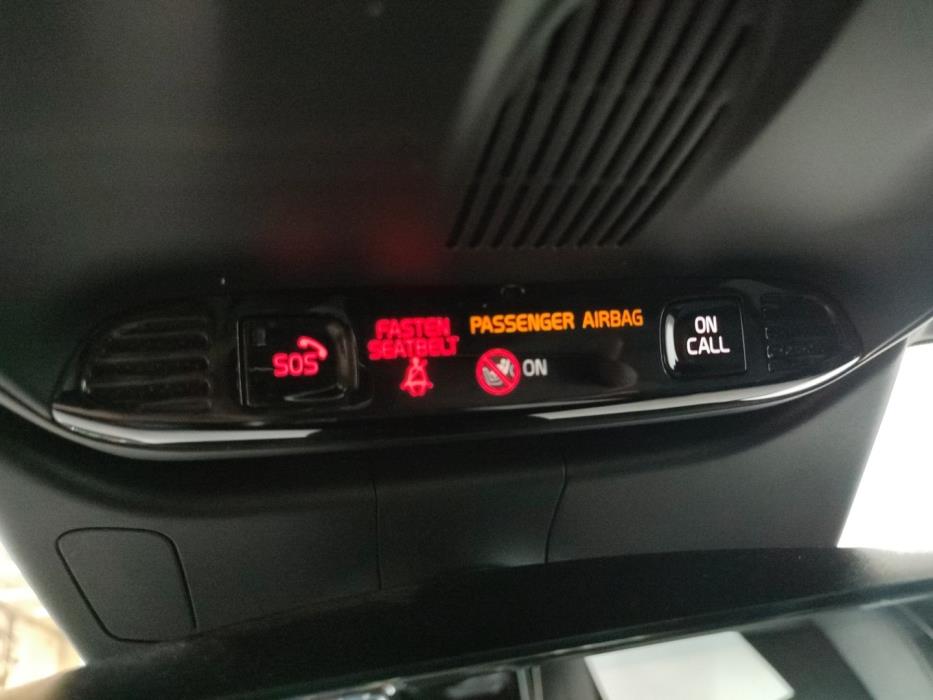 SOS
FASTEN
SEATBELT
PASSENGER AIRBAG
ON
ON
CALL